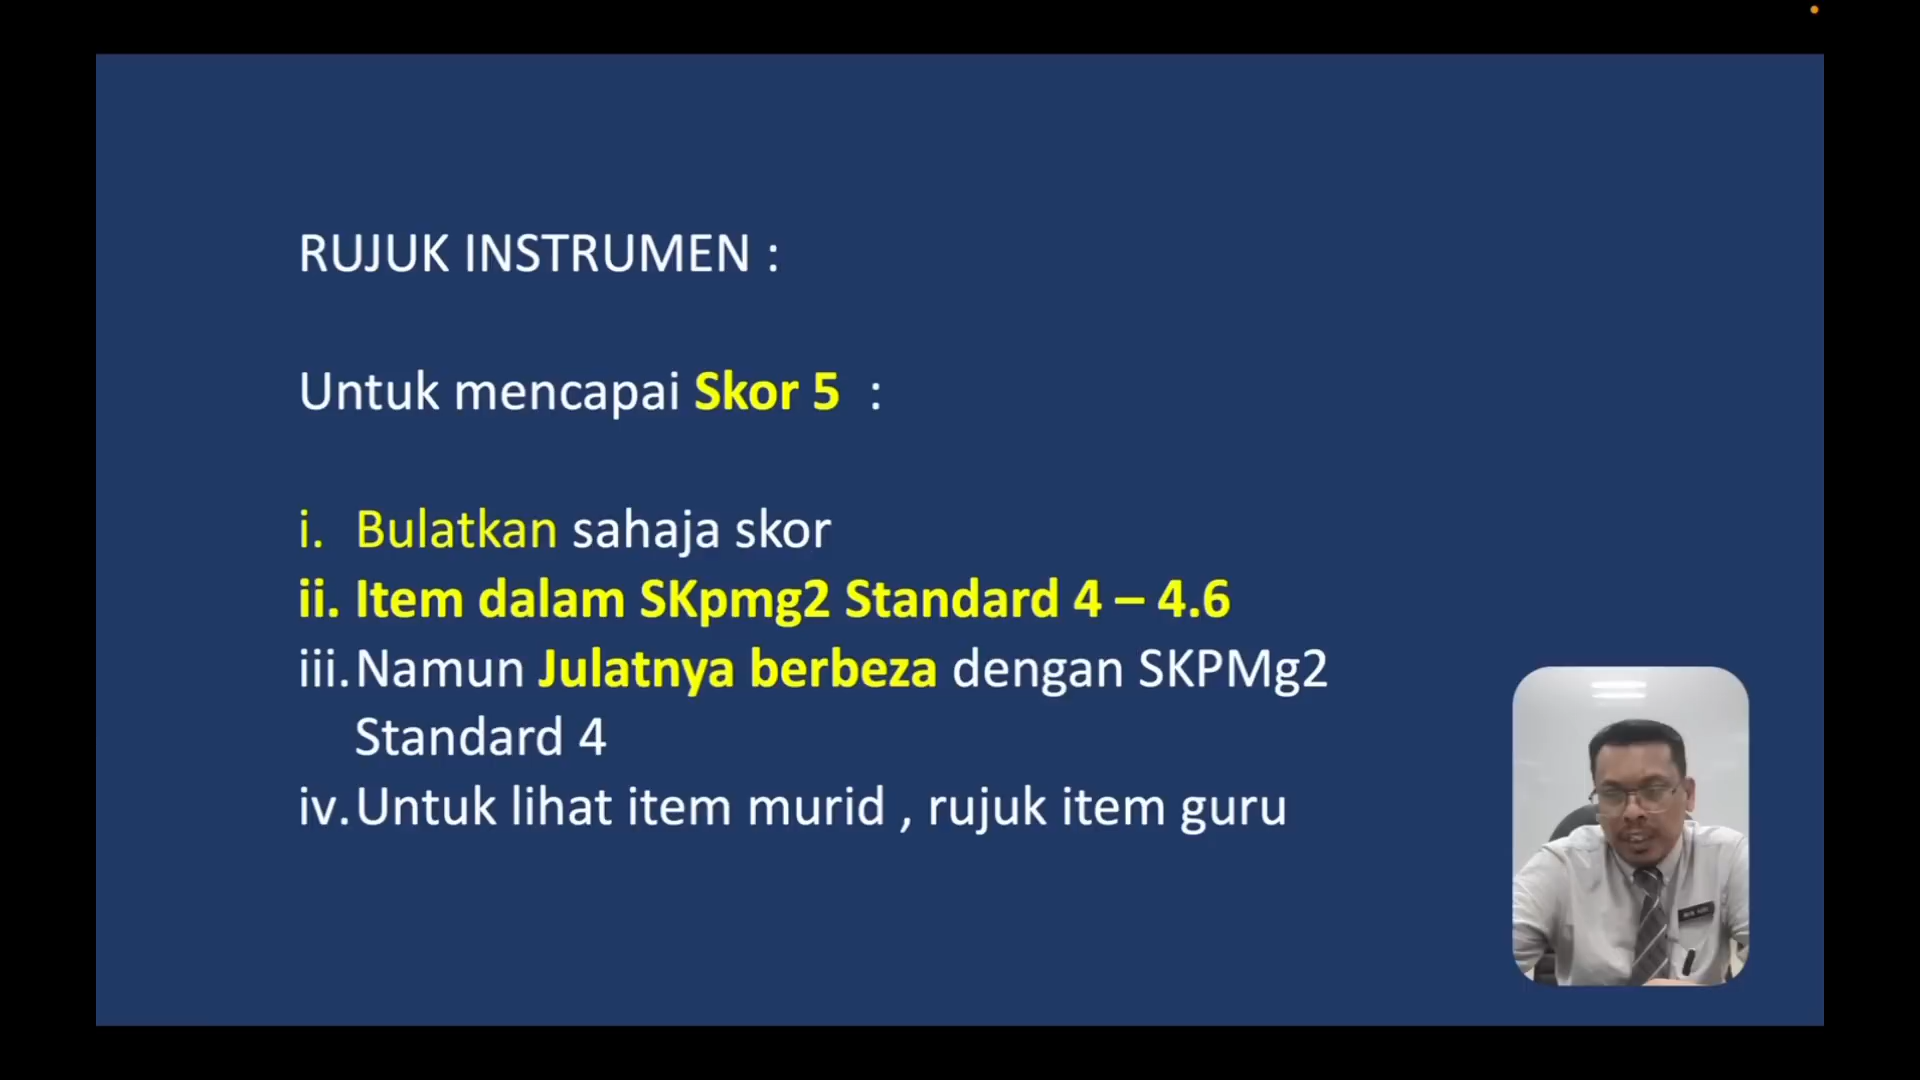 RUJUK INSTRUMEN :
Untuk mencapai Skor 5 :
i. Bulatkan sahaja skor
ii. Item dalam SKpmg2 Standard 4 – 4.6
iii. Namun Julatnya berbeza dengan SKPMg2
Standard 4
iv. Untuk lihat item murid , rujuk item guru